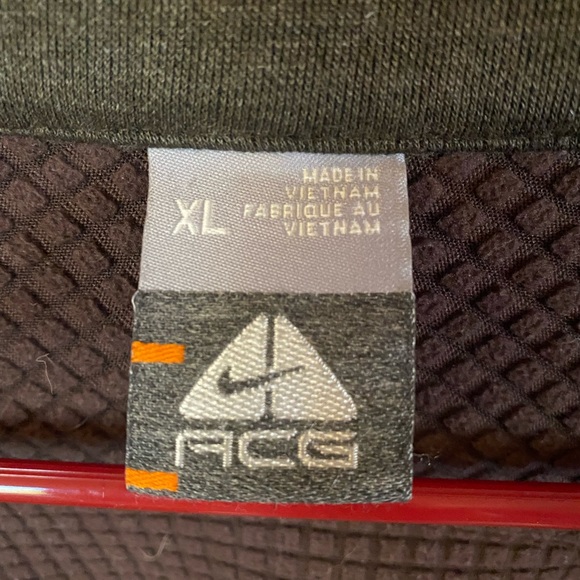 XL
MADE IN
VIETNAM
FABRIQUE AU
VIETNAM
ACG